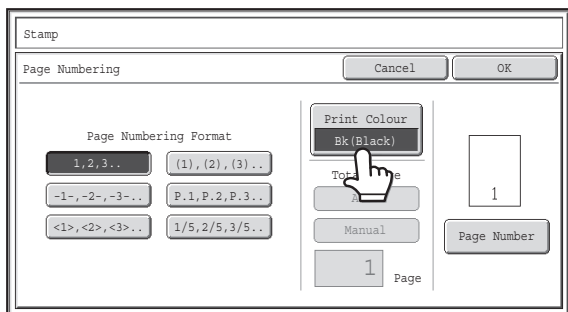 Stamp
Page Numbering
Cancel
OK
Page Numbering Format
1,2,3..
(1),(2),(3)..
-1-,-2-,-3-..
P.1,P.2,P.3..
<1>,<2>,<3>..
1/5,2/5,3/5..
Print Colour
Bk(Black)
Manual
1
Page
1
Page Number